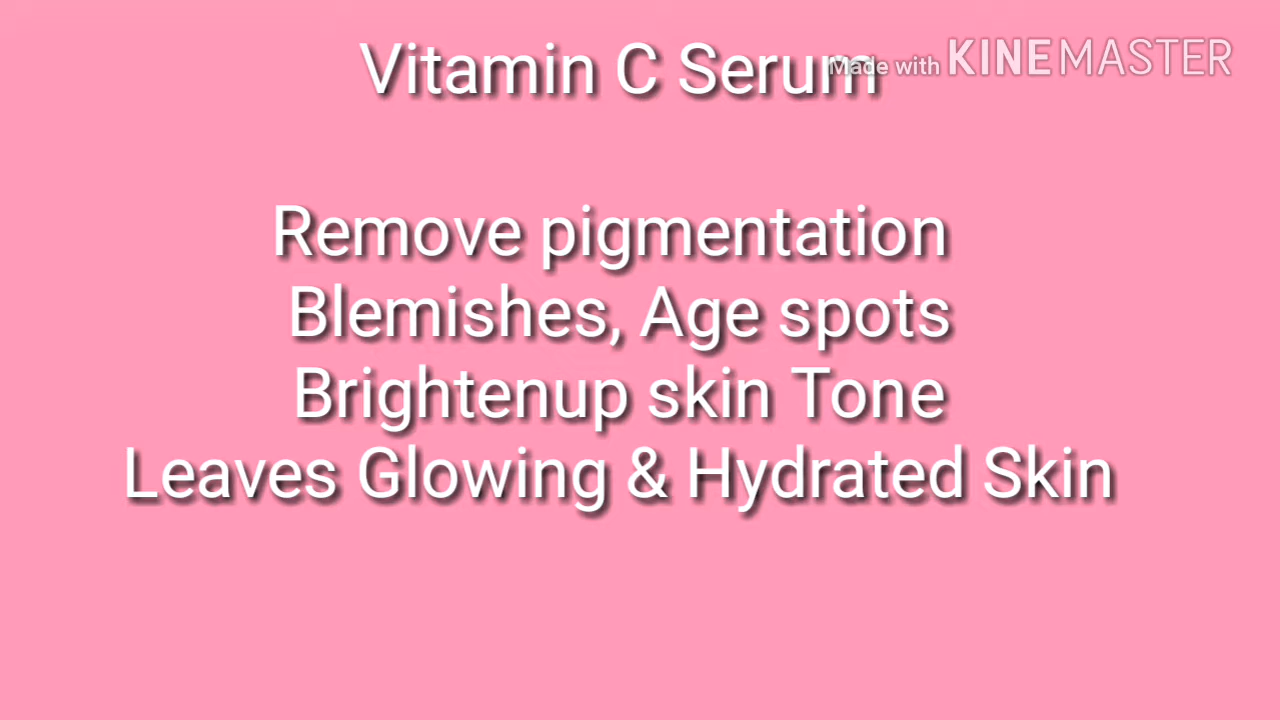 Vitamin C Serum
Made with KINEMASTER
Remove pigmentation
Blemishes, Age spots
Brightenup skin Tone
Leaves Glowing & Hydrated Skin